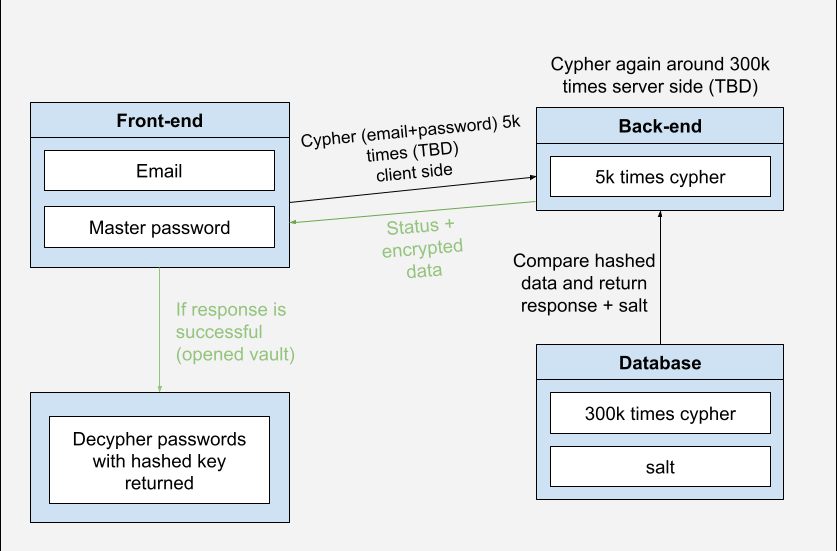 Cypher again around 300k
times server side (TBD)
Front-end
Email
Master password
Cypher (email+password) 5k
times (TBD)
client side
Back-end
5k times cypher
Status +
encrypted
data
Compare hashed
data and return
response + salt
If response is
successful
(opened vault)
Database
300k times cypher
salt
Decypher passwords
with hashed key
returned